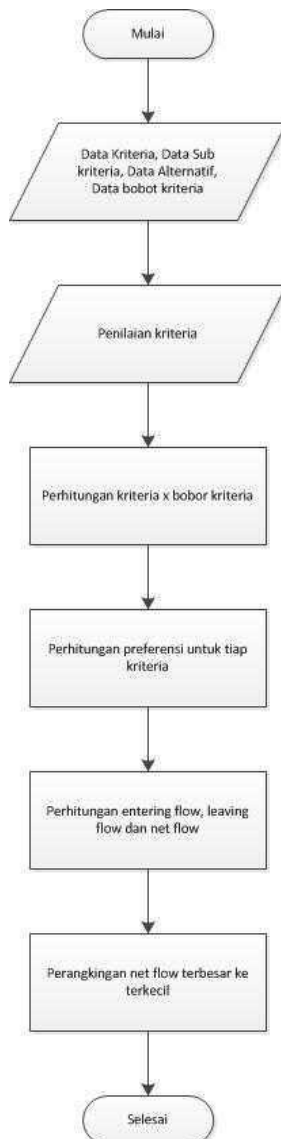 Mulai
Data Kriteria, Data Sub
kriteria, Data Alternatif,
Data bobot kriteria
Penilaian kriteria
Perhitungan kriteria x bobor kriteria
Perhitungan preferensi untuk tiap
kriteria
Perhitungan entering flow, leaving
flow dan net flow
Perangkingan net flow terbesar ke
terkecil
Selesai